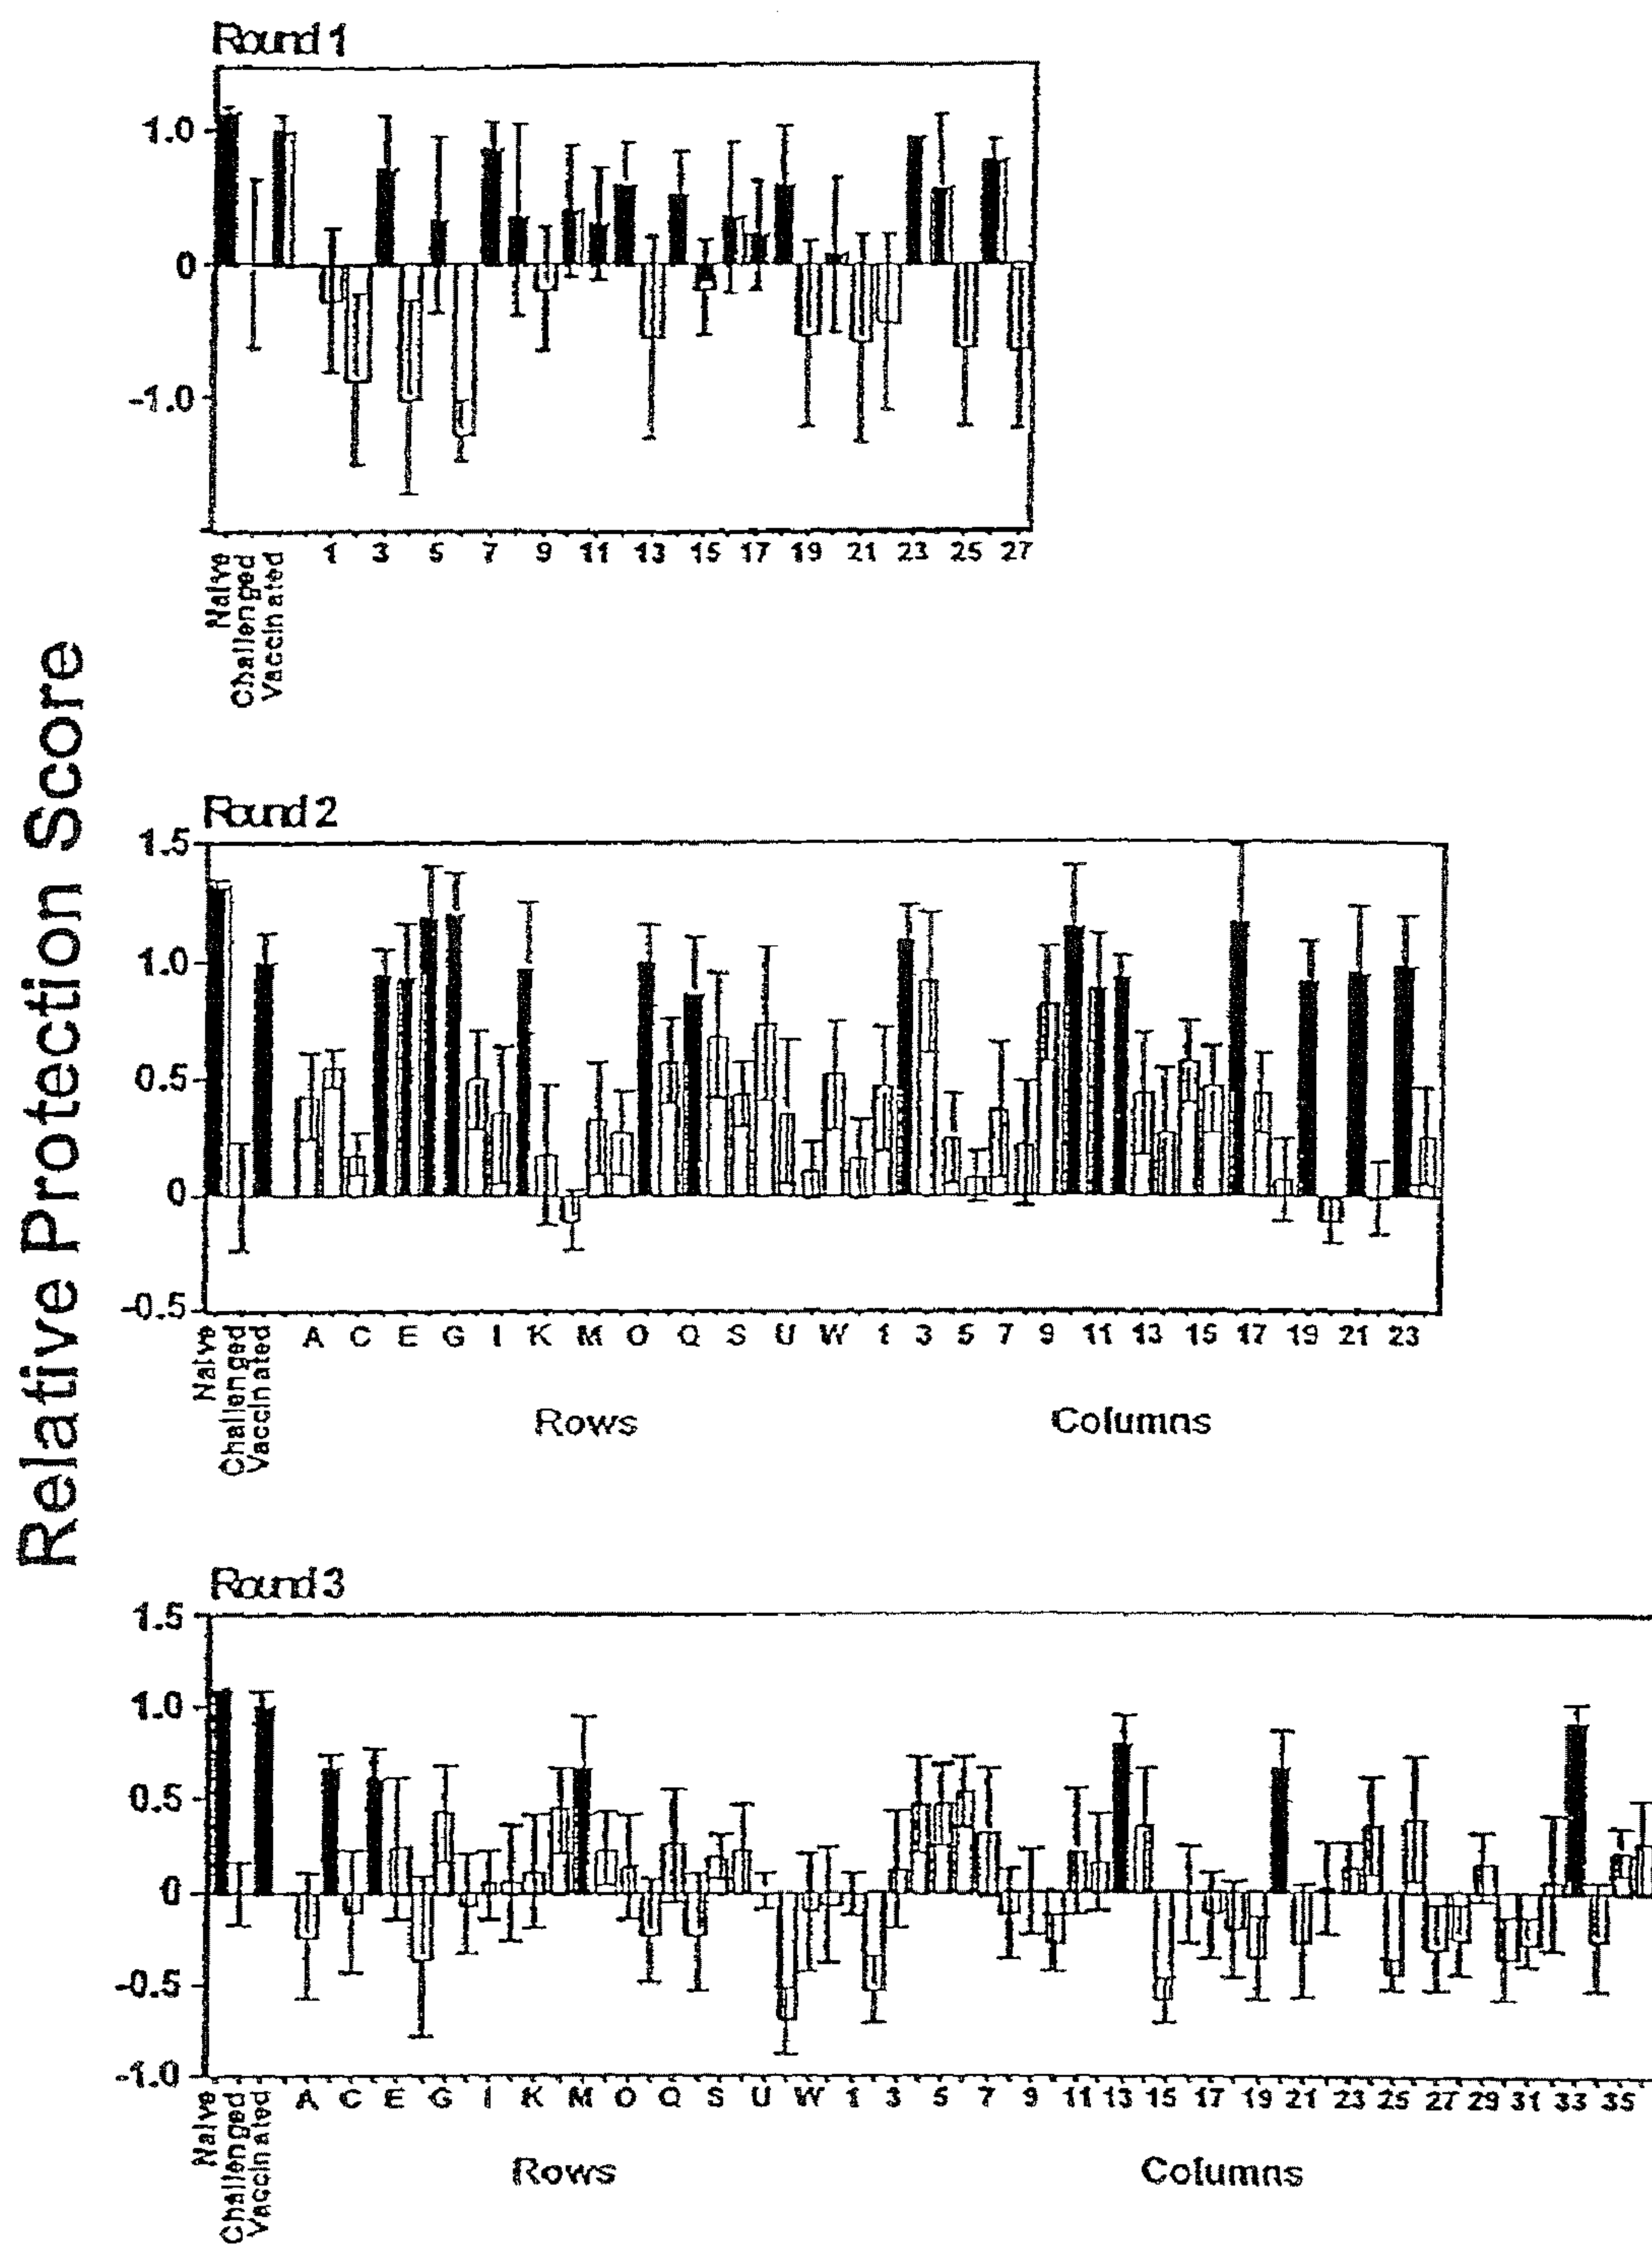 Relative Protection Score
Round 1
1.0
0
-1.0
1 3 5 7 9 11 13 15 17 19 21 23 25 27
Naive
Challenged
Vaccinated
Round 2
1.5
1.0
0.5
0
-0.5
A C E G I K M O Q S U W 1 3 5 7 9 11 13 15 17 19 21 23
Naive
Challenged
Vaccinated
Rows Columns
Round 3
1.5
1.0
0.5
0
-0.5
-1.0
A C E G I K M O Q S U W 1 3 5 7 9 11 13 15 17 19 21 23 25 27 29 31 33 35
Naive
Challenged
Vaccinated
Rows Columns